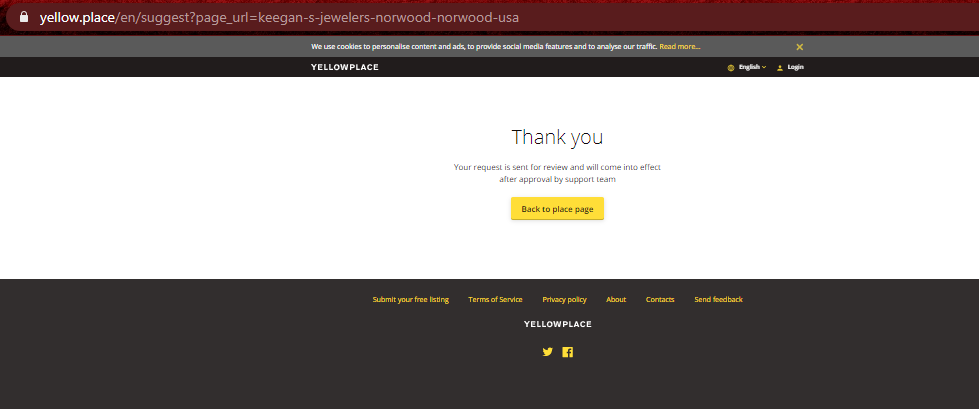 yellow.place/en/suggest?page_url=keegan-s-jewelers-norwood-norwood-usa
We use cookies to personalise content and ads, to provide social media features and to analyse our traffic. Read more...
YELLOWPLACE English Login
Thank you
Your request is sent for review and will come into effect
after approval by support team
Back to place page
Submit your free listing Terms of Service Privacy policy About Contacts Send feedback
YELLOWPLACE